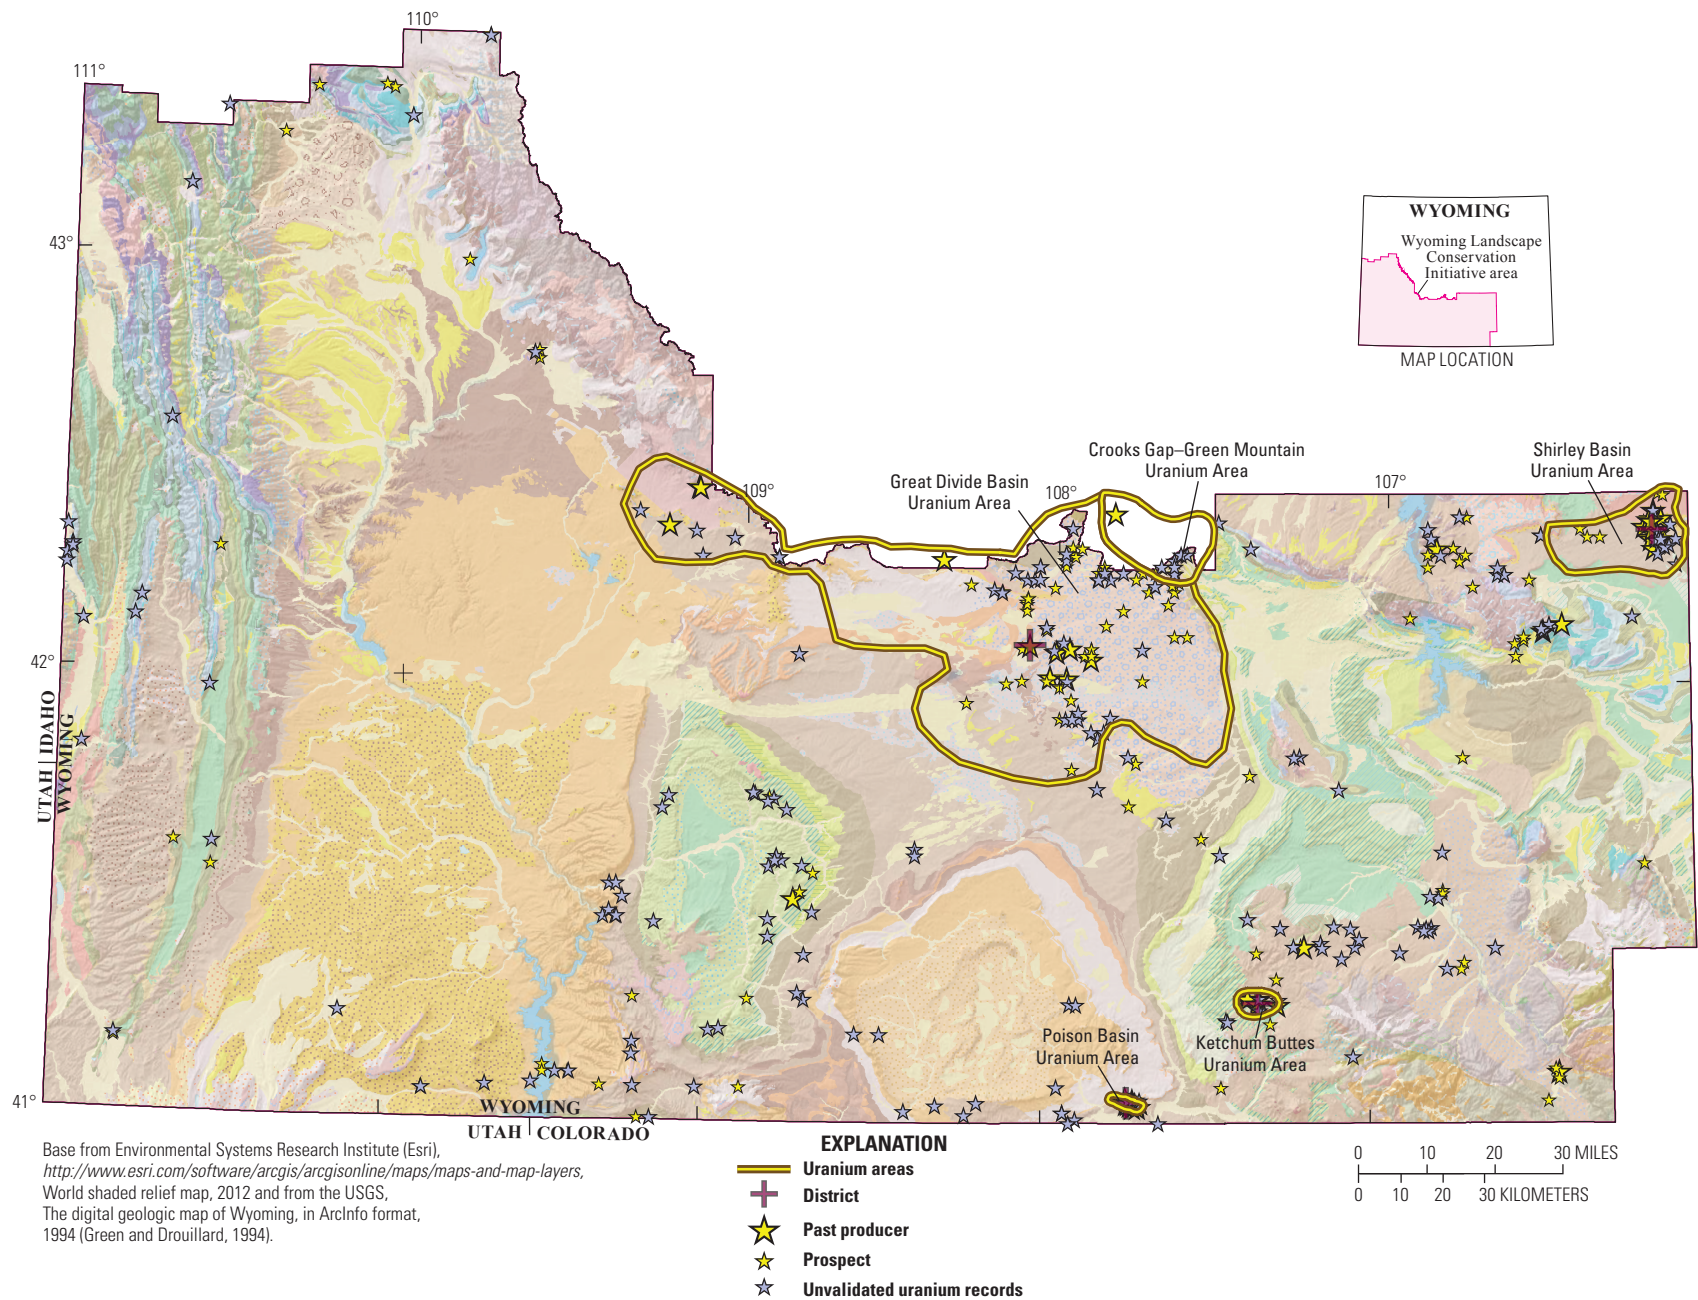 110°
111°
43°
WYOMING
Wyoming Landscape
Conservation
Initiative area
MAP LOCATION
Crooks Gap–Green Mountain
Uranium Area
Shirley Basin
Uranium Area
Great Divide Basin
Uranium Area
109°
108°
107°
42°
UTAH IDAHO
WYOMING
Poison Basin
Uranium Area
Ketchum Buttes
Uranium Area
41°
WYOMING
UTAH COLORADO
Base from Environmental Systems Research Institute (Esri),
http://www.esri.com/software/arcgis/arcgisonline/maps/maps-and-map-layers,
World shaded relief map, 2012 and from the USGS,
The digital geologic map of Wyoming, in ArcInfo format,
1994 (Green and Drouillard, 1994).
EXPLANATION
Uranium areas
District
Past producer
Prospect
Unvalidated uranium records
0 10 20 30 MILES
0 10 20 30 KILOMETERS